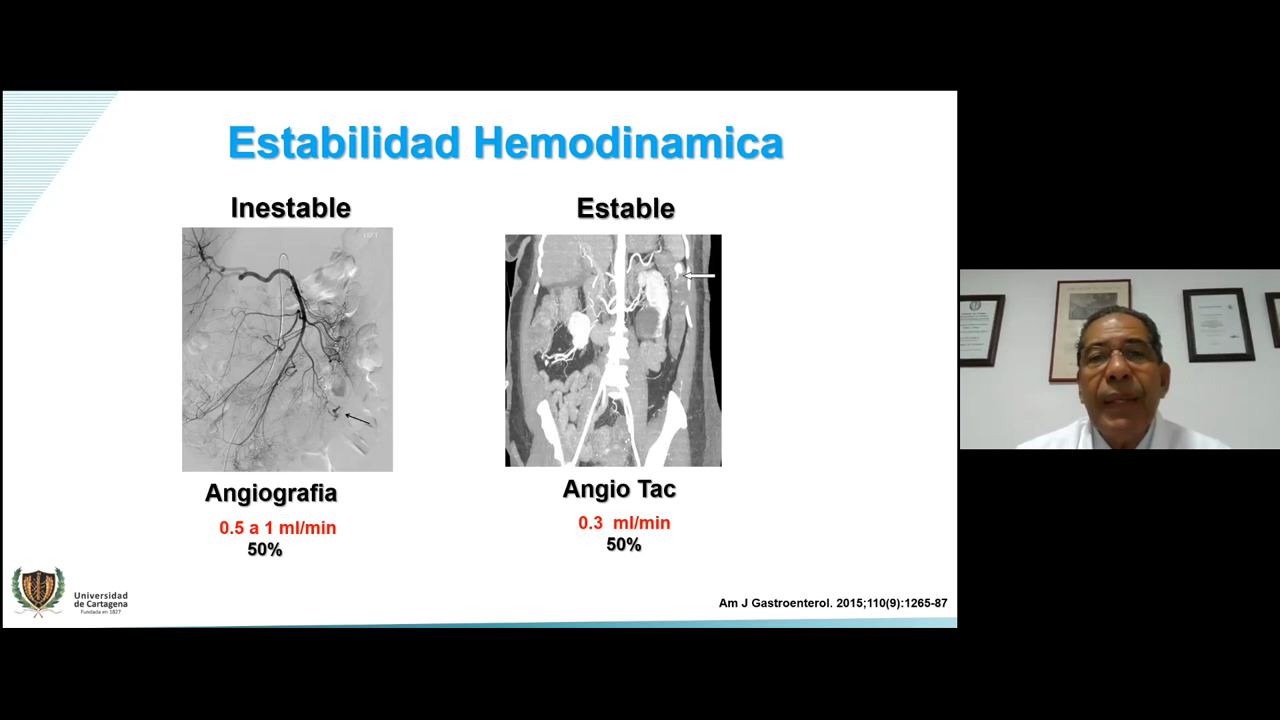 Estabilidad Hemodinamica
Inestable
Estable
Angiografia
0.5 a 1 ml/min
50%
Angio Tac
0.3 ml/min
50%
Universidad
de Cartagena
Fundada en 1827
Am J Gastroenterol. 2015;110(9):1265-87